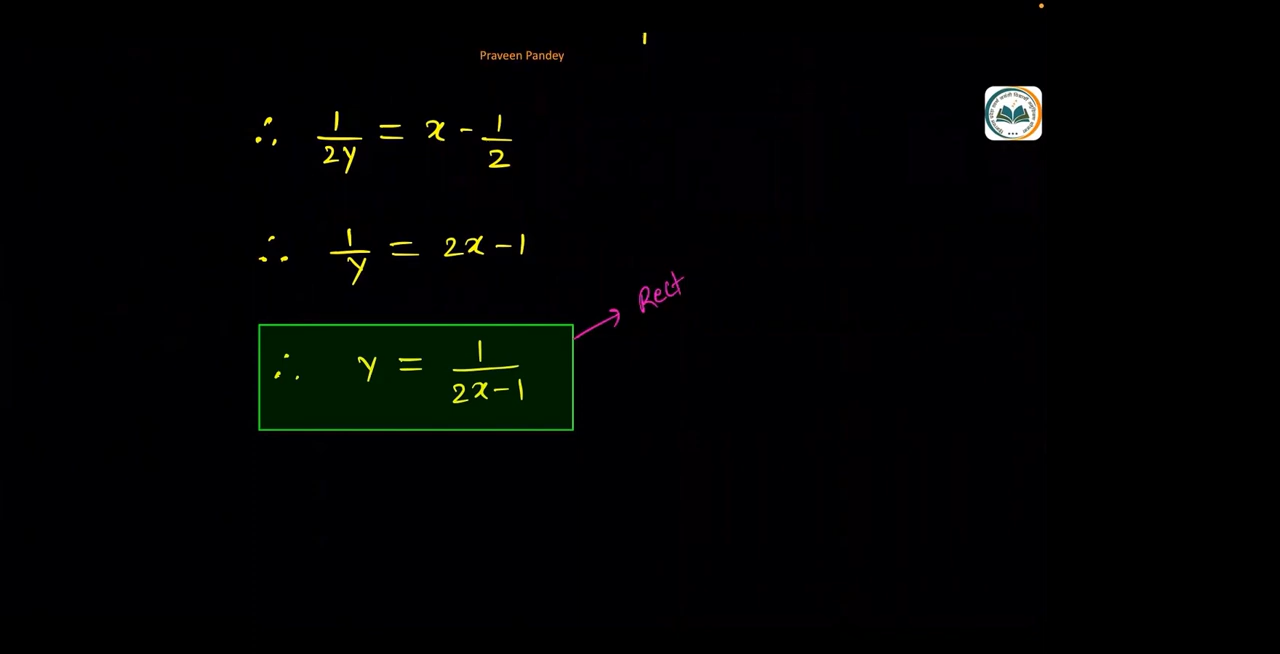 Praveen Pandey
∴ 1/2y = x - 1/2
∴ 1/y = 2x - 1
Rect
∴ y = 1/2x-1